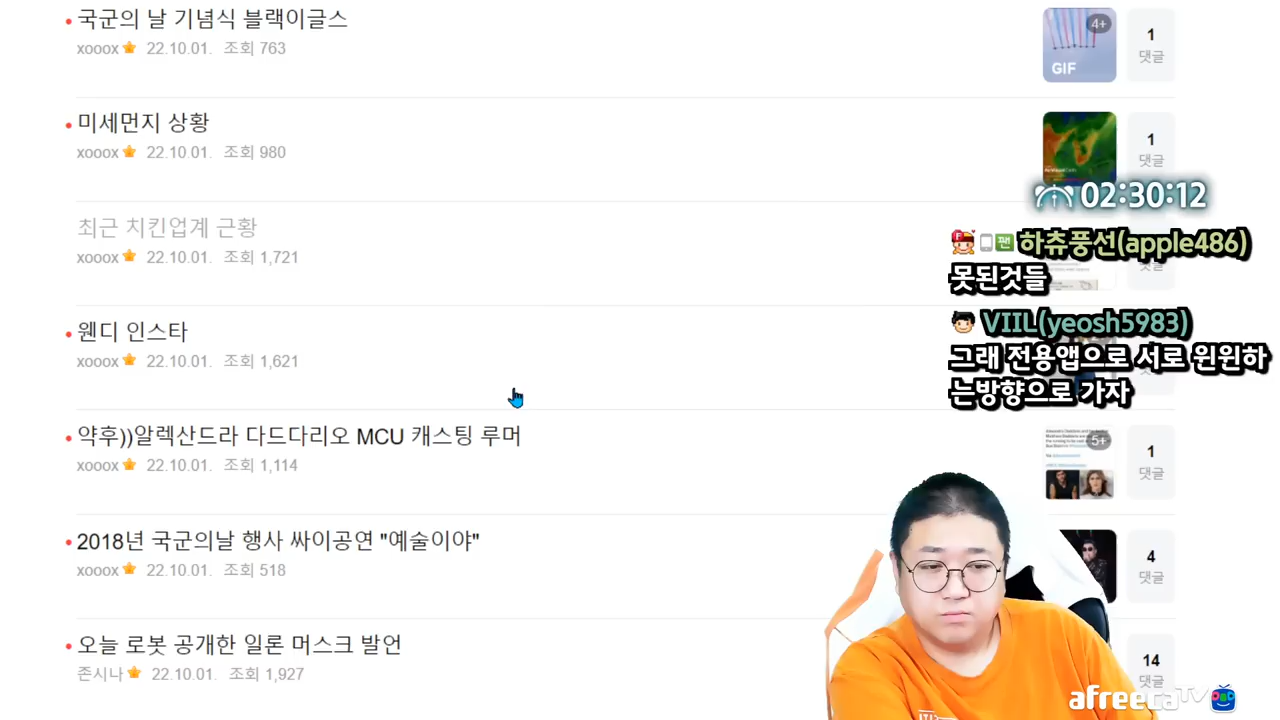 국군의 날 기념식 블랙이글스
xooox 22.10.01. 조회 763
4+
GIF
1
댓글
미세먼지 상황
xooox 22.10.01. 조회 980
1
댓글
02:30:12
최근 치킨업계 근황
xooox 22.10.01. 조회 1,721
하츄풍선(apple486)
못된것들
웬디 인스타
xooox 22.10.01. 조회 1,621
VIIL(yeosh5983)
그래 전용앱으로 서로 윈윈하
는방향으로 가자
약후))알렉산드라 다드다리오 MCU 캐스팅 루머
xooox 22.10.01. 조회 1,114
5+
1
댓글
2018년 국군의날 행사 싸이공연 "예술이야"
xooox 22.10.01. 조회 518
4
댓글
오늘 로봇 공개한 일론 머스크 발언
존시나 22.10.01. 조회 1,927
14
댓글
afreecaTV